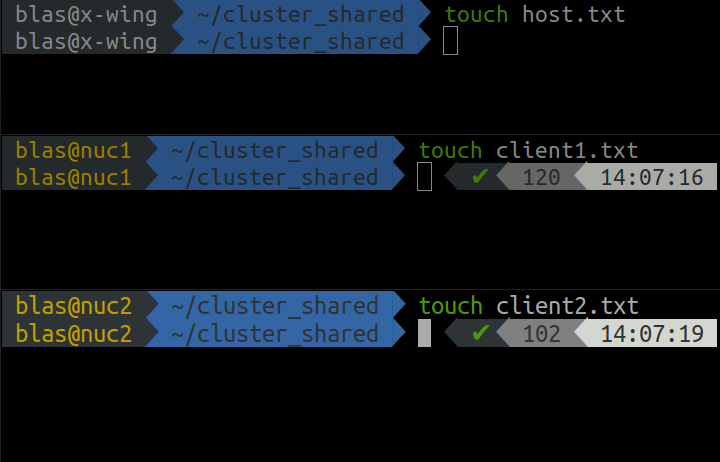 blas@x-wing ~/cluster_shared touch host.txt
blas@x-wing ~/cluster_shared
blas@nuc1 ~/cluster_shared touch client1.txt
blas@nuc1 ~/cluster_shared ✔ 120 14:07:16
blas@nuc2 ~/cluster_shared touch client2.txt
blas@nuc2 ~/cluster_shared ✔ 102 14:07:19